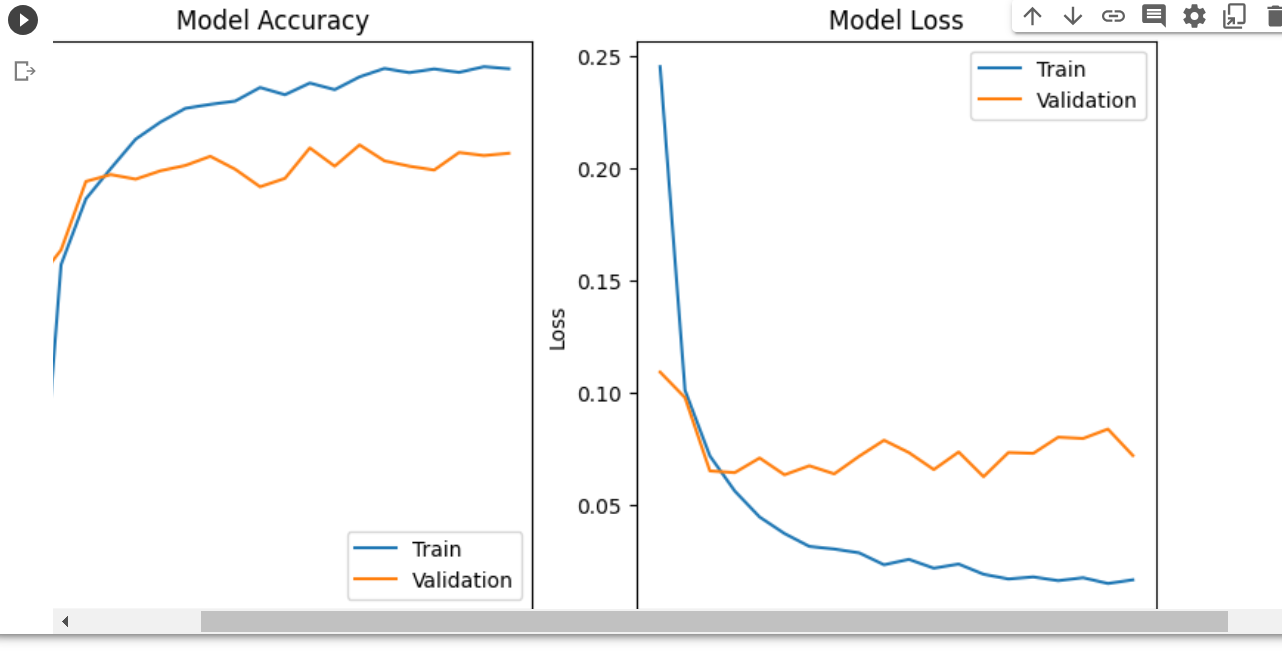 Model Accuracy
Train
Validation
Model Loss
Loss
0.25
0.20
0.15
0.10
0.05
Train
Validation